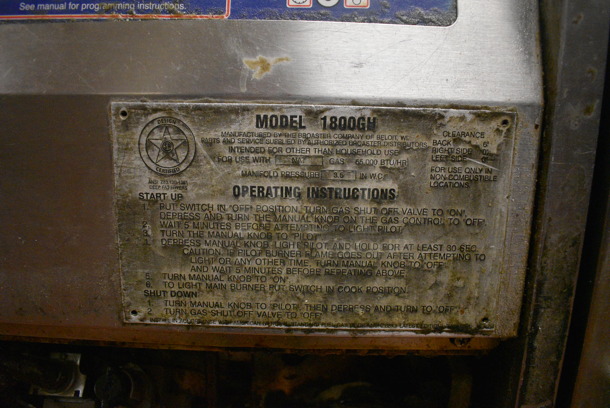 See manual for programming instructions.
DESIGN
CERTIFIED
MODEL 1800GH
MANUFACTURED BY THE BROASTER COMPANY OF BELOIT, WI.
PARTS AND SERVICE SUPPLIED BY AUTHORIZED BROASTER DISTRIBUTORS
INTENDED FOR OTHER THAN HOUSEHOLD USE
FOR USE WITH NAT GAS 65,000 BTU/HR
MANIFOLD PRESSURE 3.5 IN W.C.
CLEARANCE
BACK 6"
RIGHT SIDE
LEFT SIDE
FOR USE ONLY IN
NON-COMBUSTIBLE
LOCATIONS.
OPERATING INSTRUCTIONS
START UP
1. PUT SWITCH IN "OFF" POSITION, TURN GAS SHUT OFF VALVE TO "ON",
DEPRESS AND TURN THE MANUAL KNOB ON THE GAS CONTROL TO "OFF"
2. WAIT 5 MINUTES BEFORE ATTEMPTING TO LIGHT PILOT
3. TURN THE MANUAL KNOB TO "PILOT"
DEPRESS MANUAL KNOB, LIGHT PILOT AND HOLD FOR AT LEAST 30 SEC.
CAUTION: IF PILOT BURNER FLAME GOES OUT AFTER ATTEMPTING TO
LIGHT OR ANY OTHER TIME, TURN MANUAL KNOB TO "OFF"
AND WAIT 5 MINUTES BEFORE REPEATING ABOVE
5. TURN MANUAL KNOB TO "ON"
6. TO LIGHT MAIN BURNER PUT SWITCH IN COOK POSITION.
SHUT DOWN
1. TURN MANUAL KNOB TO "PILOT", THEN DEPRESS AND TURN TO "OFF"
2. TURN GAS SHUT OFF VALVE TO "OFF"